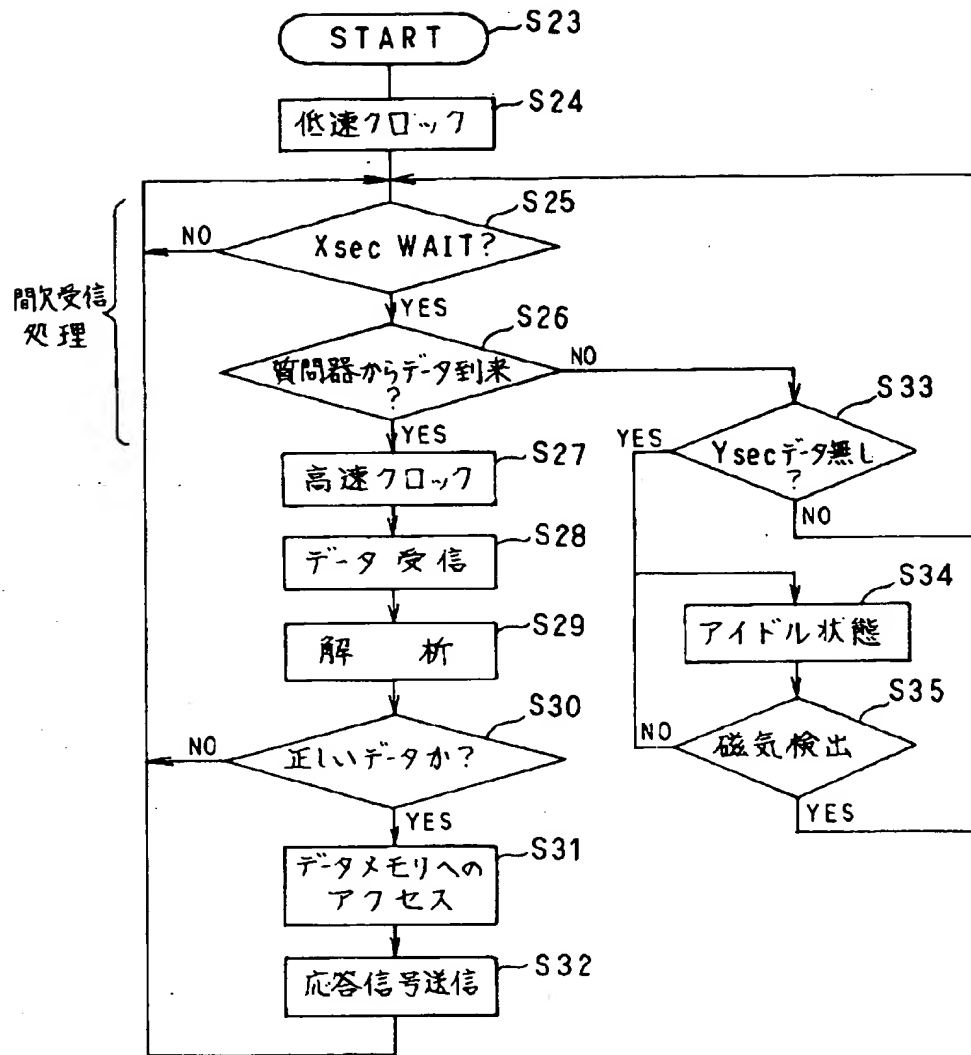 START
S23
低速クロック
S24
Xsec WAIT?
S25
NO
YES
間欠受信
処理
質問器からデータ到来
?
S26
NO
YES
高速クロック
S27
データ受信
S28
解析
S29
正しいデータか?
S30
NO
YES
データメモリへの
アクセス
S31
応答信号送信
S32
Ysecデータ無し
?
S33
YES
NO
アイドル状態
S34
磁気検出
S35
NO
YES